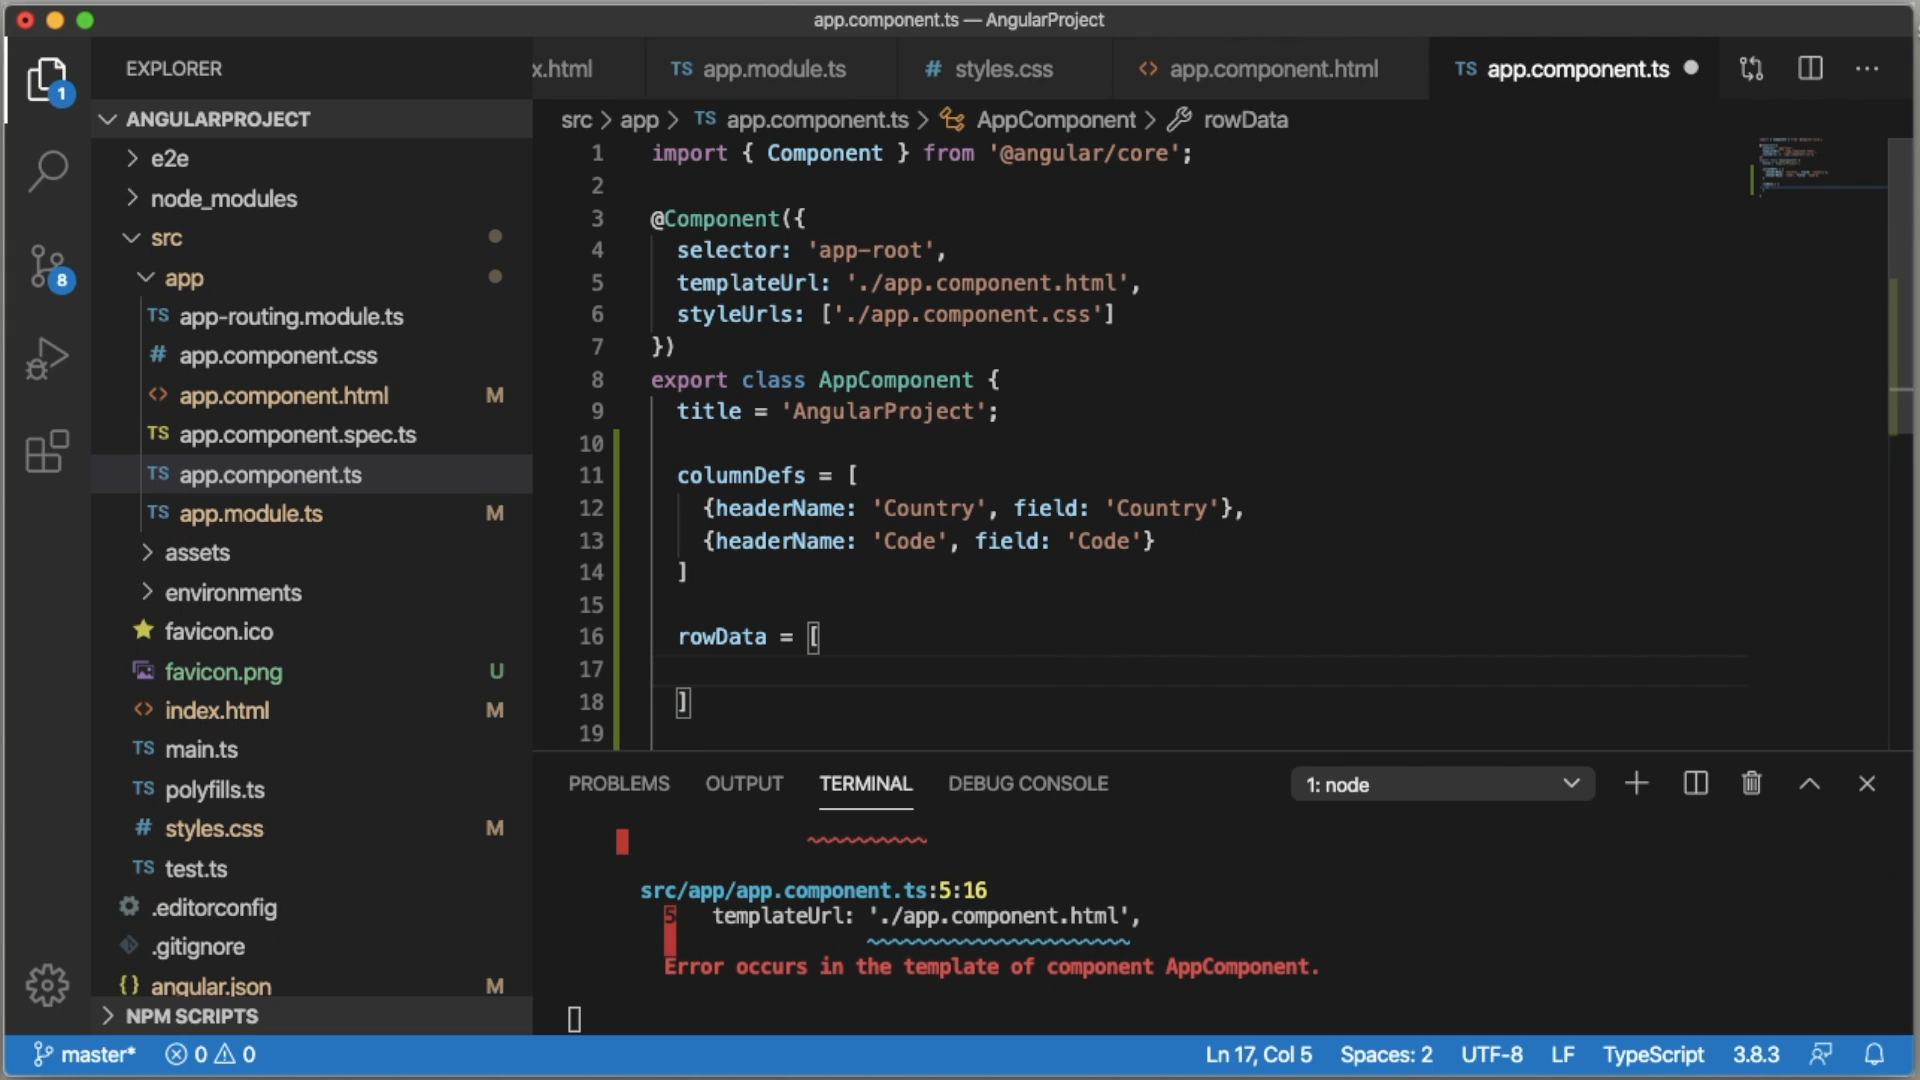 app.component.ts — AngularProject
EXPLORER
x.html
TS app.module.ts
# styles.css
<> app.component.html
TS app.component.ts
1
ANGULARPROJECT
src > app > TS app.component.ts > AppComponent > rowData
e2e
node_modules
src
app
TS app-routing.module.ts
# app.component.css
<> app.component.html M
TS app.component.spec.ts
TS app.component.ts
TS app.module.ts M
assets
environments
favicon.ico
favicon.png U
<> index.html M
TS main.ts
TS polyfills.ts
# styles.css M
TS test.ts
.editorconfig
.gitignore
{} angular.json M
NPM SCRIPTS
8
1 import { Component } from '@angular/core';
2
3 @Component({
4 selector: 'app-root',
5 templateUrl: './app.component.html',
6 styleUrls: ['./app.component.css']
7 })
8 export class AppComponent {
9 title = 'AngularProject';
10
11 columnDefs = [
12 {headerName: 'Country', field: 'Country'},
13 {headerName: 'Code', field: 'Code'}
14 ]
15
16 rowData = [
17
18 ]
19
PROBLEMS OUTPUT TERMINAL DEBUG CONSOLE 1: node
src/app/app.component.ts:5:16
5 templateUrl: './app.component.html',
Error occurs in the template of component AppComponent.
master* 0 0 Ln 17, Col 5 Spaces: 2 UTF-8 LF TypeScript 3.8.3